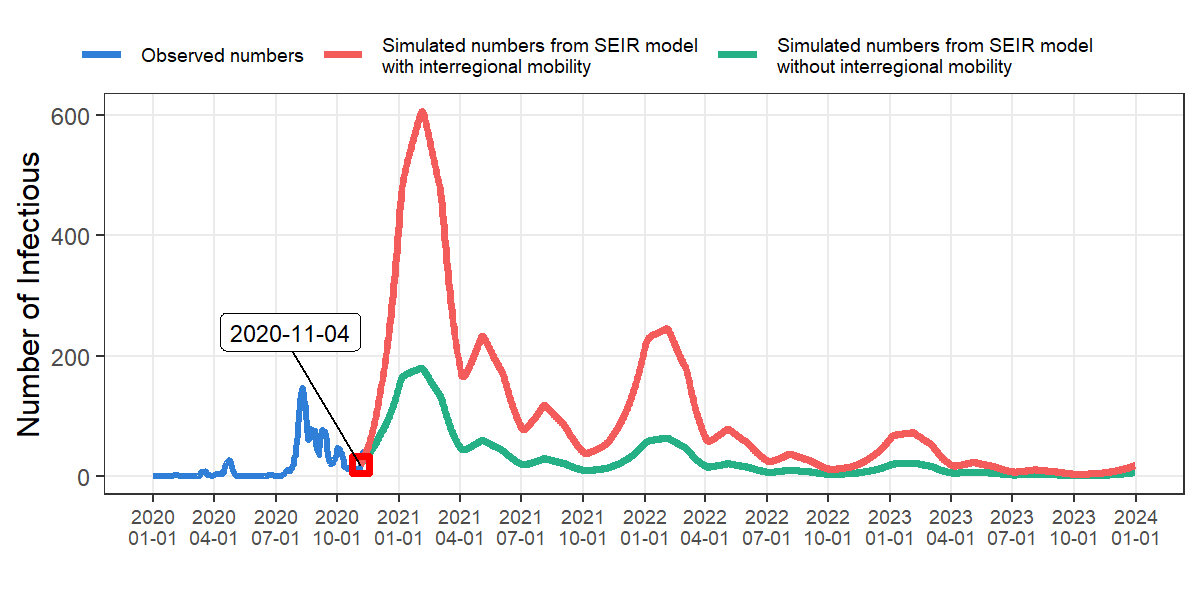 Observed numbers
Simulated numbers from SEIR model
with interregional mobility
Simulated numbers from SEIR model
without interregional mobility
Number of Infectious
600
400
200
0
2020-11-04
2020 2020 2020 2020 2021 2021 2021 2021 2022 2022 2022 2022 2023 2023 2023 2023 2024
01-01 04-01 07-01 10-01 01-01 04-01 07-01 10-01 01-01 04-01 07-01 10-01 01-01 04-01 07-01 10-01 01-01